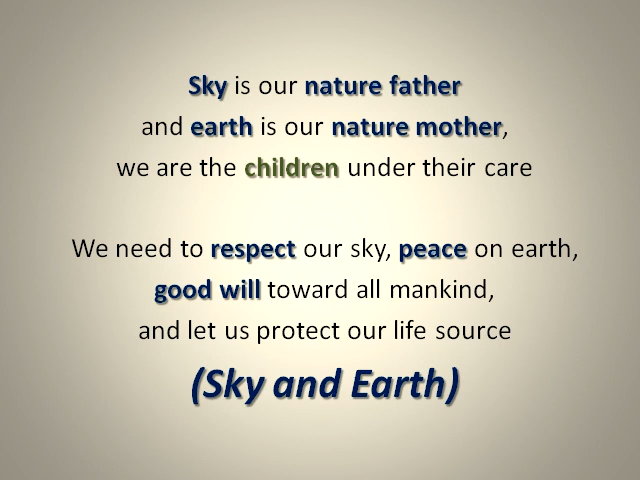 Sky is our nature father
and earth is our nature mother,
we are the children under their care
We need to respect our sky, peace on earth,
good will toward all mankind,
and let us protect our life source
(Sky and Earth)